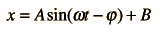 x = A sin(ωt − φ) + B